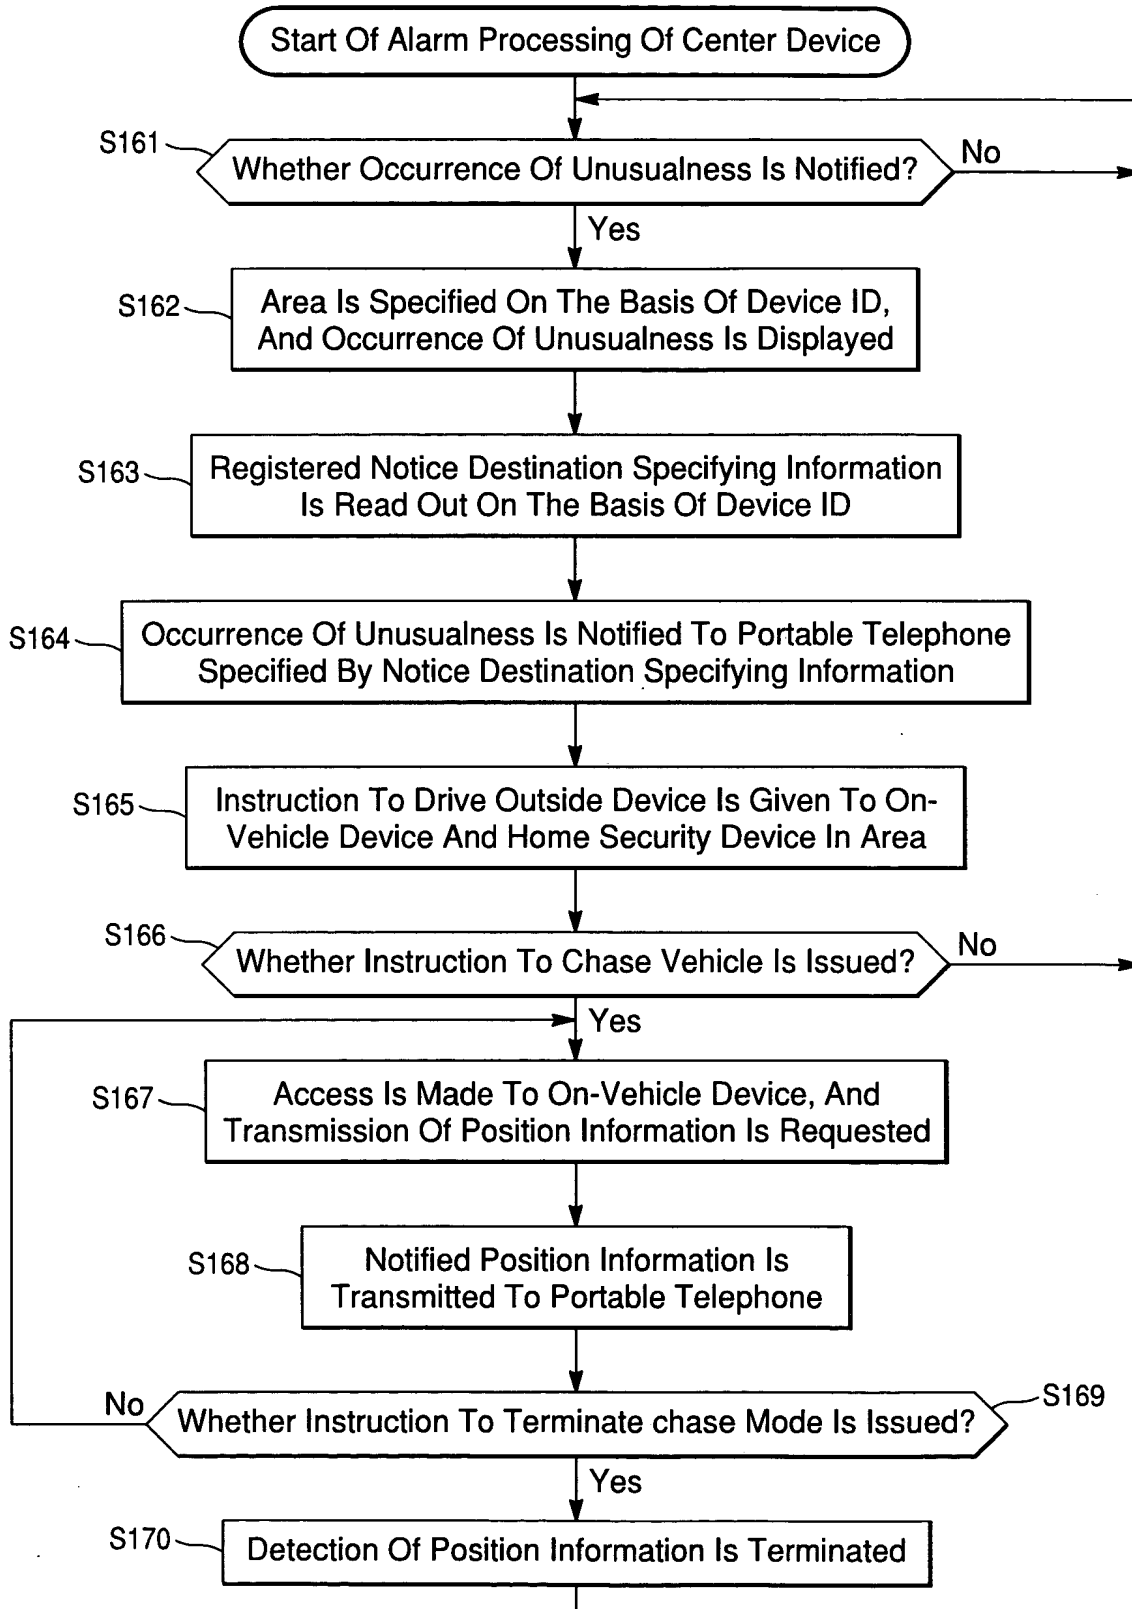 Start Of Alarm Processing Of Center Device
S161
Whether Occurrence Of Unusualness Is Notified?
No
Yes
S162
Area Is Specified On The Basis Of Device ID,
And Occurrence Of Unusualness Is Displayed
S163
Registered Notice Destination Specifying Information
Is Read Out On The Basis Of Device ID
S164
Occurrence Of Unusualness Is Notified To Portable Telephone
Specified By Notice Destination Specifying Information
S165
Instruction To Drive Outside Device Is Given To On-
Vehicle Device And Home Security Device In Area
S166
Whether Instruction To Chase Vehicle Is Issued?
No
Yes
S167
Access Is Made To On-Vehicle Device, And
Transmission Of Position Information Is Requested
S168
Notified Position Information Is
Transmitted To Portable Telephone
No
Whether Instruction To Terminate chase Mode Is Issued?
S169
Yes
S170
Detection Of Position Information Is Terminated